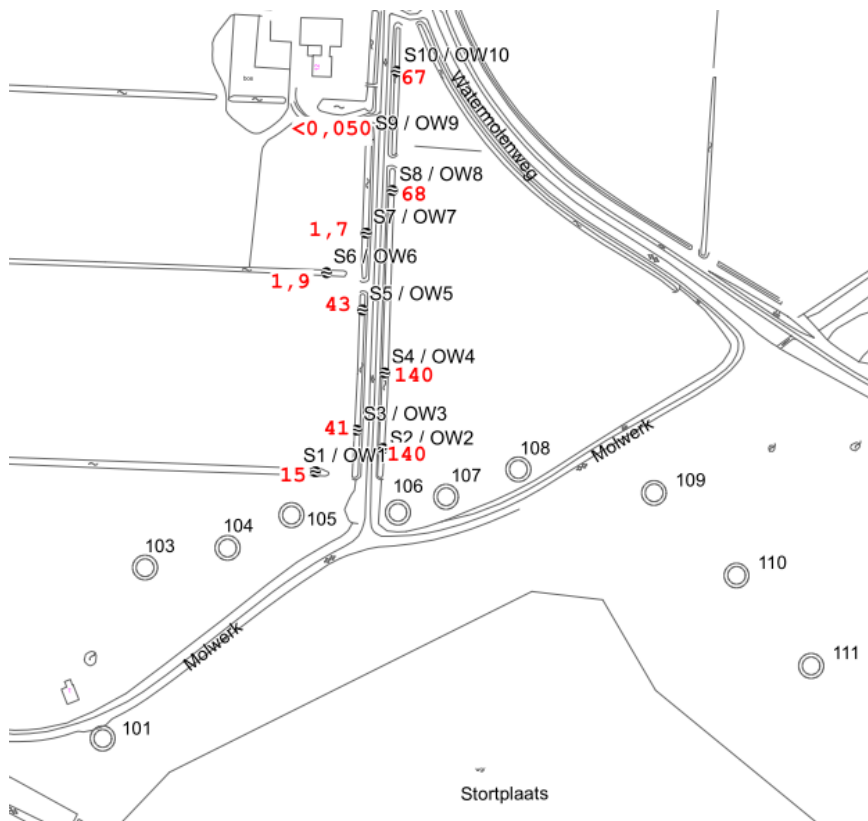 S10 / OW10
67
Watermolenweg
bos
<0,050
S9 / OW9
S8 / OW8
68
1,7
S7 / OW7
S6 / OW6
1,9
S5 / OW5
43
S4 / OW4
140
S3 / OW3
41
S2 / OW2
140
S1 / OW1
15
Molwerk
108
107
106
109
105
104
103
110
111
Molwerk
101
Stortplaats